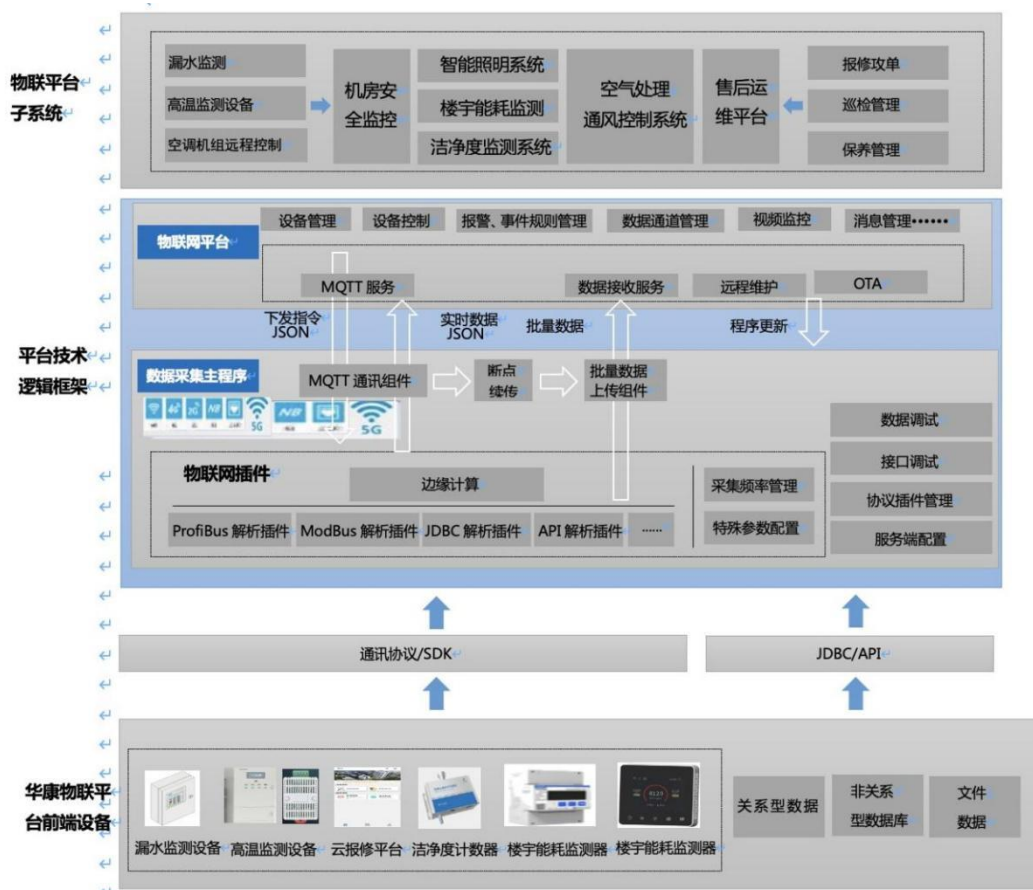 物联平台
子系统
漏水监测
高温监测设备
空调机组远程控制
机房安
全监控
智能照明系统
楼宇能耗监测
洁净度监测系统
空气处理
通风控制系统
售后运
维平台
报修攻单
巡检管理
保养管理
平台技术
逻辑框架
物联网平台
设备管理
设备控制
报警、事件规则管理
数据通道管理
视频监控
消息管理······
MQTT 服务
数据接收服务
远程维护
OTA
下发指令
JSON
实时数据
JSON
批量数据
程序更新
数据采集主程序
MQTT 通讯组件
断点
续传
批量数据
上传组件
4G
NB
5G
NB
5G
数据调试
接口调试
协议插件管理
服务端配置
物联网插件
边缘计算
采集频率管理
特殊参数配置
ProfiBus 解析插件
ModBus 解析插件
JDBC 解析插件
API 解析插件
······
通讯协议/SDK
JDBC/API
华康物联平
台前端设备
漏水监测设备
高温监测设备
云报修平台
洁净度计数器
楼宇能耗监测器
楼宇能耗监测器
关系型数据
非关系
型数据库
文件
数据